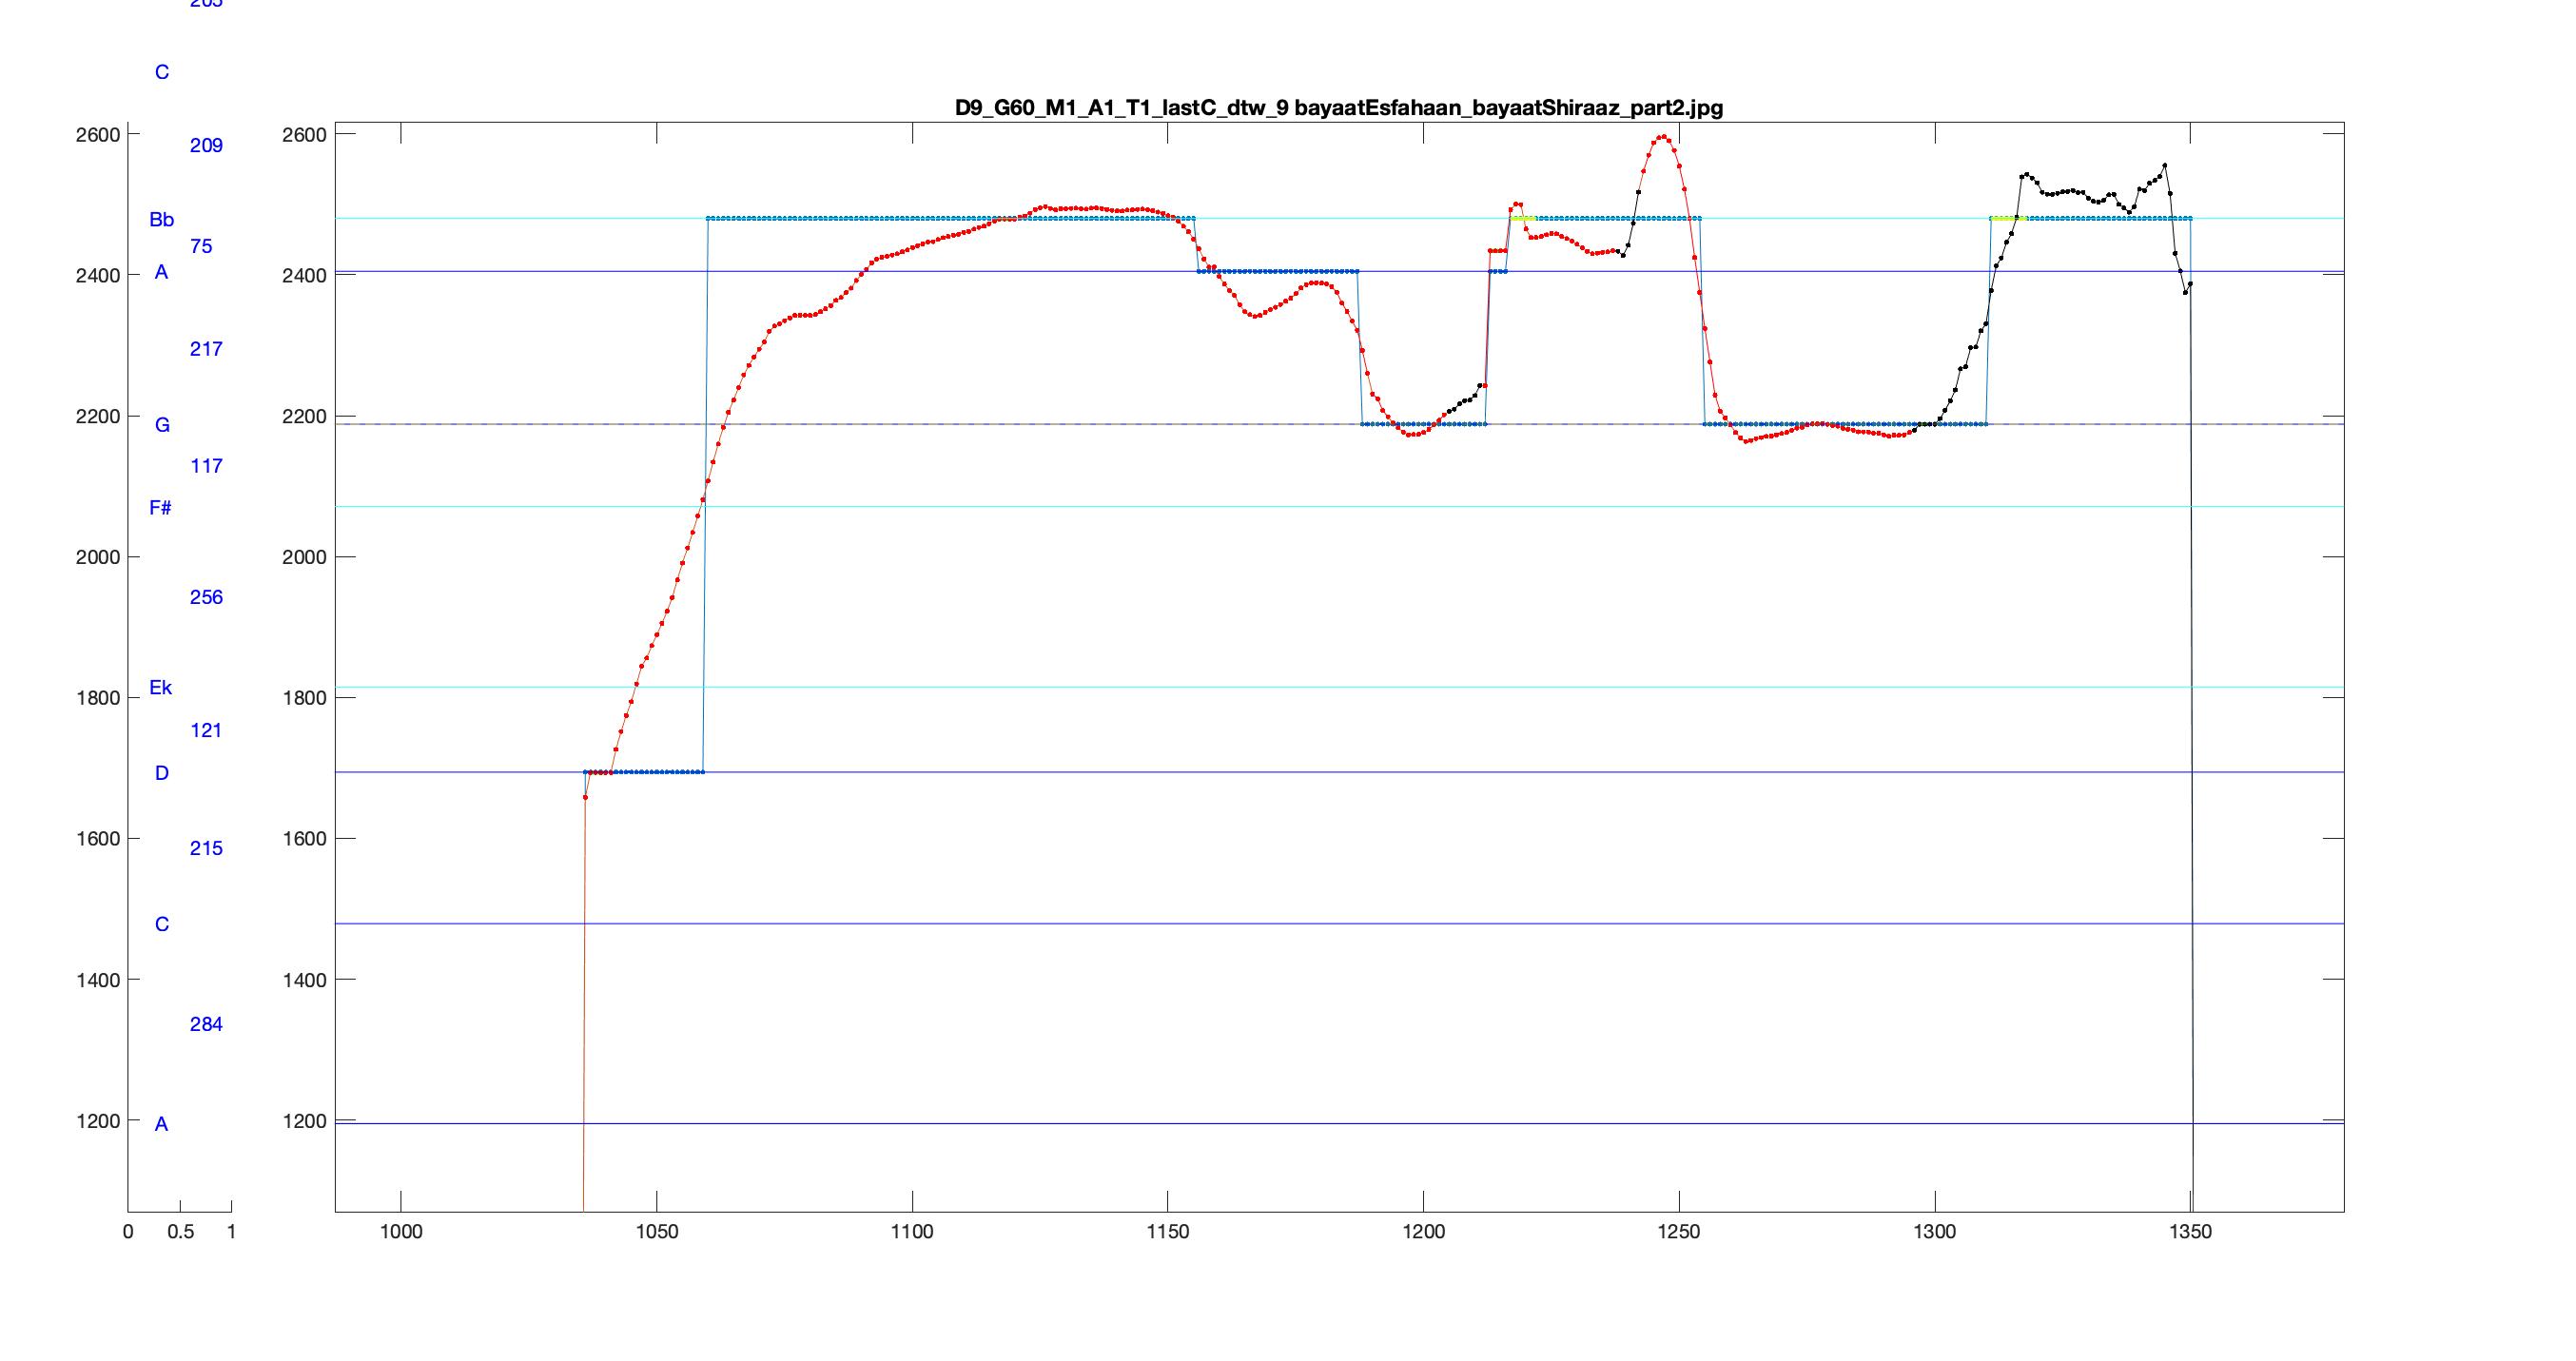 205
C
D9_G60_M1_A1_T1_lastC_dtw_9 bayaatEsfahaan_bayaatShiraaz_part2.jpg
2600 209 2600
Bb
75
2400 A 2400
217
2200 G 2200
117
F#
2000 2000
256
Ek
1800 1800
121
D
1600 215 1600
C
1400 1400
284
1200 A 1200
0 0.5 1 1000 1050 1100 1150 1200 1250 1300 1350